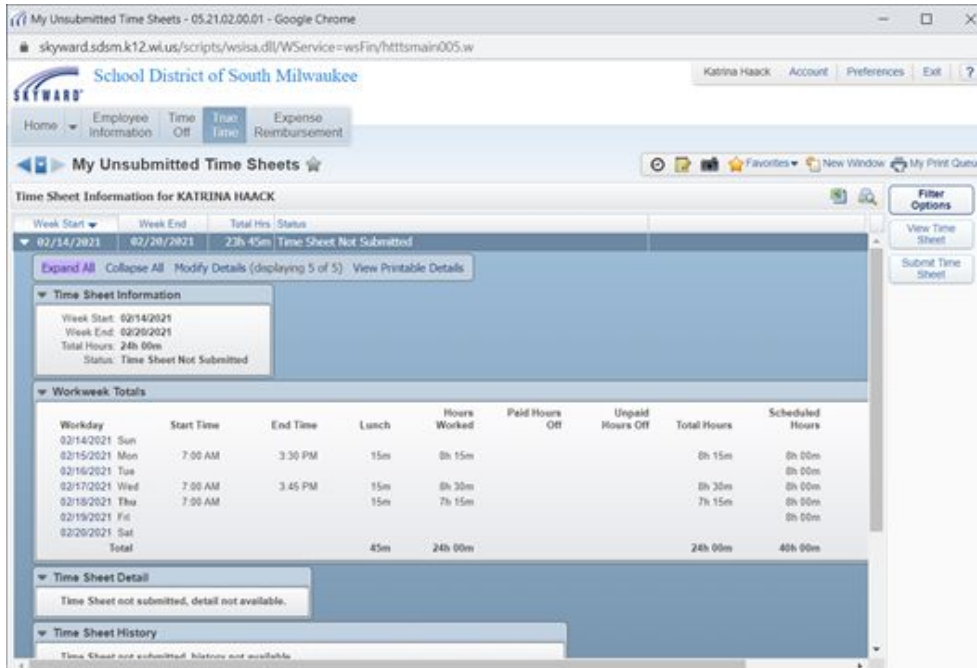 My Unsubmitted Time Sheets - 05.21.02.00.01 - Google Chrome
skyward.sdsm.k12.wi.us/scripts/wsisa.dll/WService=wsFin/htttsmain005.w
SKYWARD®
School District of South Milwaukee
Katrina Haack Account Preferences Exit ?
Home Employee Information Time Off True Time Expense Reimbursement
My Unsubmitted Time Sheets
Favorites New Window My Print Queu
Time Sheet Information for KATRINA HAACK
Filter Options
View Time Sheet
Submit Time Sheet
Week Start Week End Total Hrs Status
02/14/2021 02/20/2021 23h 45m Time Sheet Not Submitted
Expand All Collapse All Modify Details (displaying 5 of 5) View Printable Details
Time Sheet Information
Week Start: 02/14/2021
Week End: 02/20/2021
Total Hours: 24h 00m
Status: Time Sheet Not Submitted
Workweek Totals
Workday Start Time End Time Lunch Hours Worked Paid Hours Off Unpaid Hours Off Total Hours Scheduled Hours
02/14/2021 Sun
02/15/2021 Mon 7:00 AM 3:30 PM 15m 8h 15m 8h 15m 8h 00m
02/16/2021 Tue 8h 00m
02/17/2021 Wed 7:00 AM 3:45 PM 15m 8h 30m 8h 30m 8h 00m
02/18/2021 Thu 7:00 AM 15m 7h 15m 7h 15m 8h 00m
02/19/2021 Fri 8h 00m
02/20/2021 Sat
Total 45m 24h 00m 24h 00m 40h 00m
Time Sheet Detail
Time Sheet not submitted, detail not available.
Time Sheet History
Time Sheet not submitted, history not available